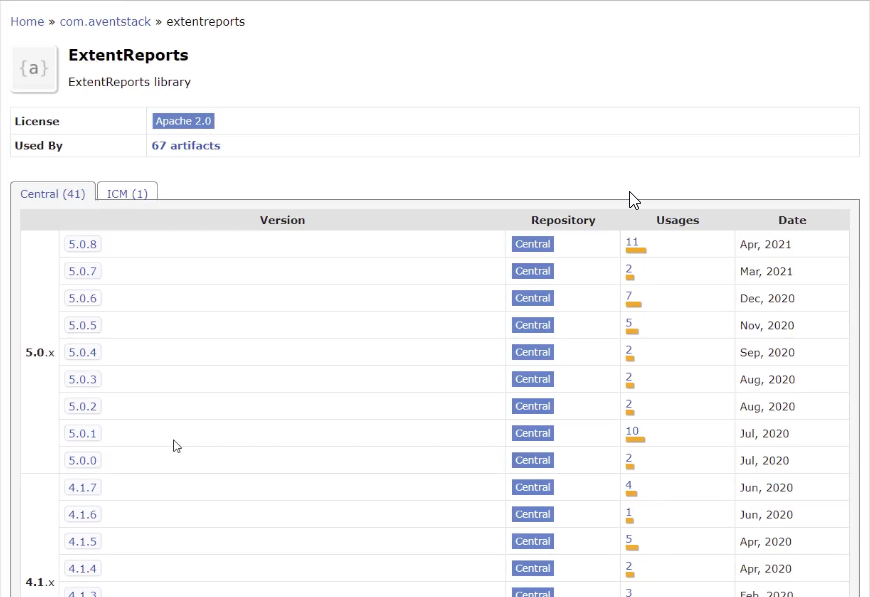 Home » com.aventstack » extentreports
{a}
ExtentReports
ExtentReports library
License Apache 2.0
Used By 67 artifacts
Central (41) ICM (1)
Version Repository Usages Date
5.0.8 Central 11 Apr, 2021
5.0.7 Central 2 Mar, 2021
5.0.6 Central 7 Dec, 2020
5.0.5 Central 5 Nov, 2020
5.0.x 5.0.4 Central 2 Sep, 2020
5.0.3 Central 2 Aug, 2020
5.0.2 Central 2 Aug, 2020
5.0.1 Central 10 Jul, 2020
5.0.0 Central 2 Jul, 2020
4.1.7 Central 4 Jun, 2020
4.1.6 Central 1 Jun, 2020
4.1.5 Central 5 Apr, 2020
4.1.4 Central 2 Apr, 2020
4.1.x
4.1.3 Central 3 Feb, 2020